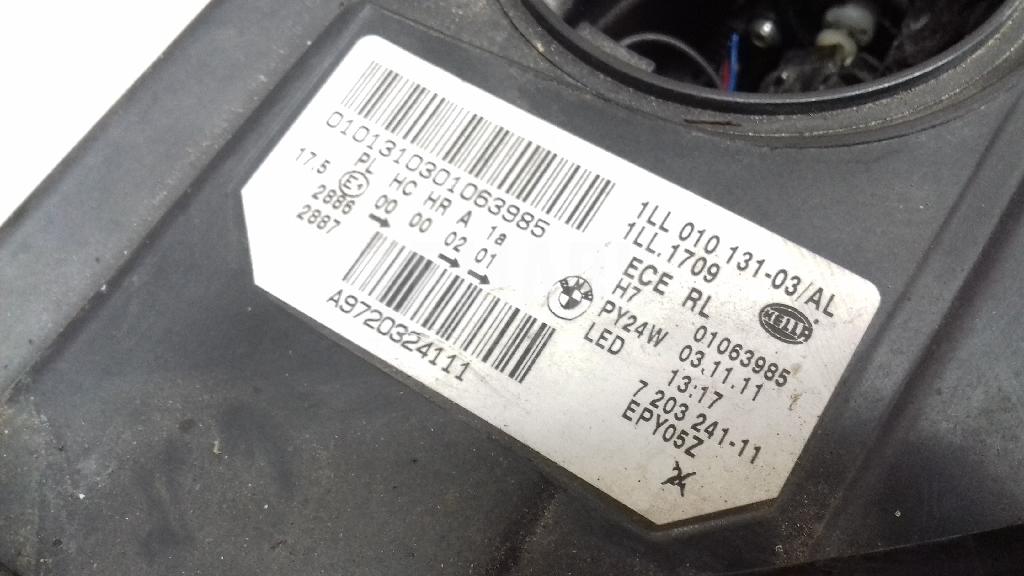 0101310301063985
17.5 PL HC HR A 1a
E4 00 00 02 01
2886
2887
A9720324111
1LL 010.131-03/AL
1LL.1709
ECE RL
H7 01063985
PY24W 03.11.11
LED 13:17
7 203 241-11
EPY05Z
HELLA